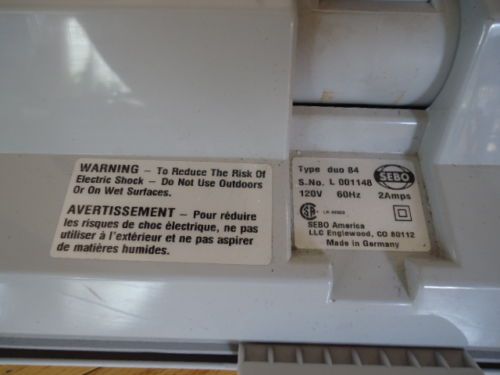 WARNING – To Reduce The Risk Of
Electric Shock – Do Not Use Outdoors
Or On Wet Surfaces.
AVERTISSEMENT – Pour réduire
les risques de choc électrique, ne pas
utiliser à l'extérieur et ne pas aspirer
de matières humides.
Type duo 84
SEBO
S.No. L 001148
120V 60Hz 2Amps
SEBO America
LLC Englewood, CO 80112
Made in Germany